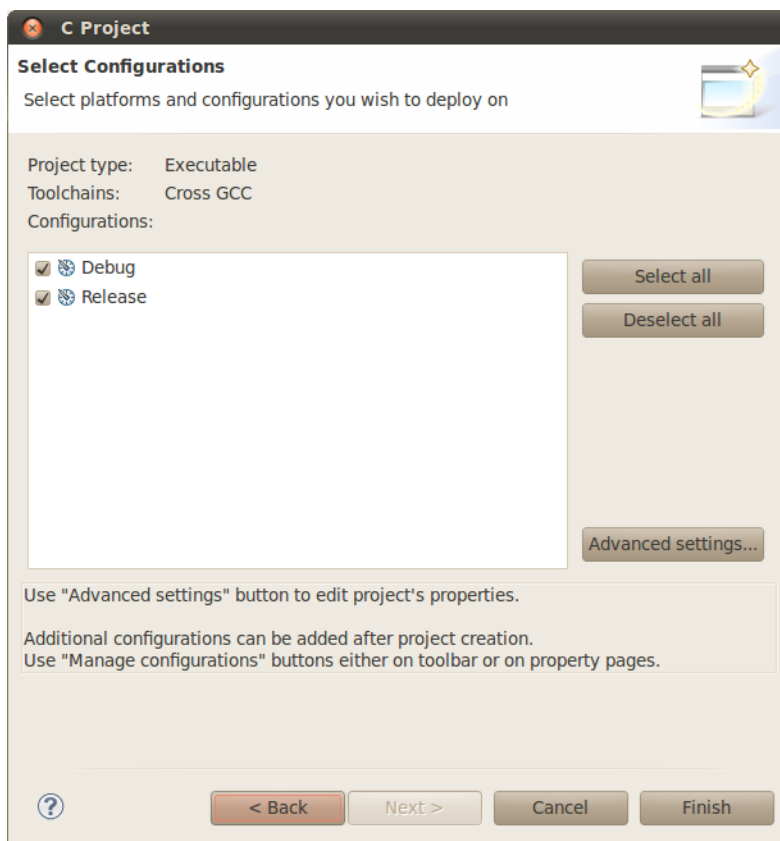 C Project
Select Configurations
Select platforms and configurations you wish to deploy on
Project type: Executable
Toolchains: Cross GCC
Configurations:
Debug
Release
Select all
Deselect all
Advanced settings...
Use "Advanced settings" button to edit project's properties.
Additional configurations can be added after project creation.
Use "Manage configurations" buttons either on toolbar or on property pages.
?
< Back
Next >
Cancel
Finish